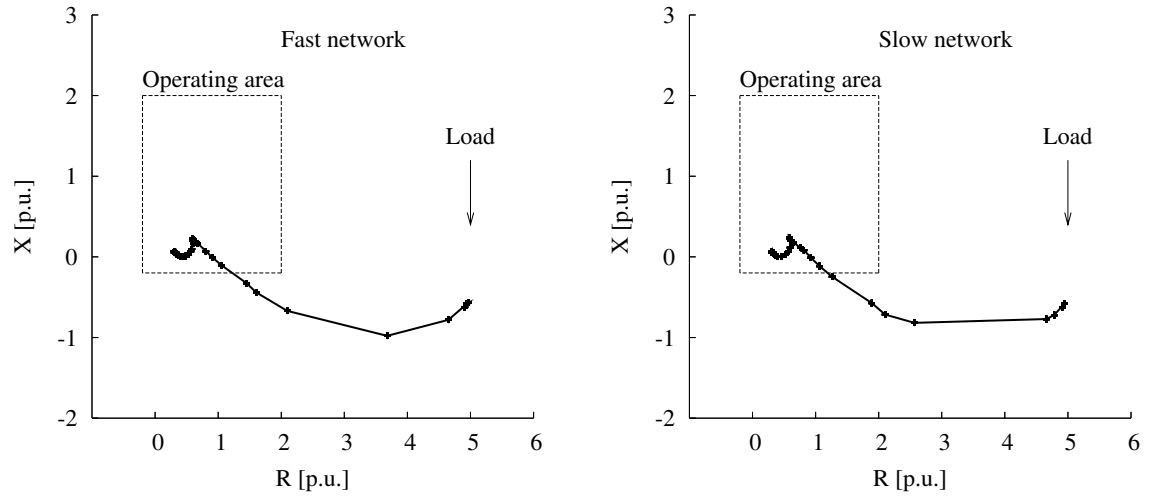 Fast network
Operating area
Load
3
2
1
0
-1
-2
X [p.u.]
0 1 2 3 4 5 6
R [p.u.]
Slow network
Operating area
Load
3
2
1
0
-1
-2
X [p.u.]
0 1 2 3 4 5 6
R [p.u.]